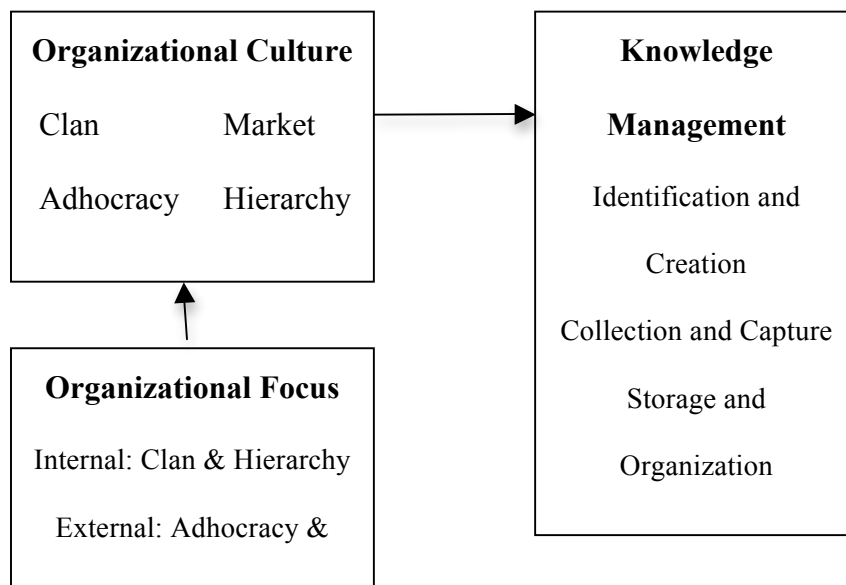 Organizational Culture
Clan Market
Adhocracy Hierarchy
Organizational Focus
Internal: Clan & Hierarchy
External: Adhocracy &
Knowledge
Management
Identification and
Creation
Collection and Capture
Storage and
Organization